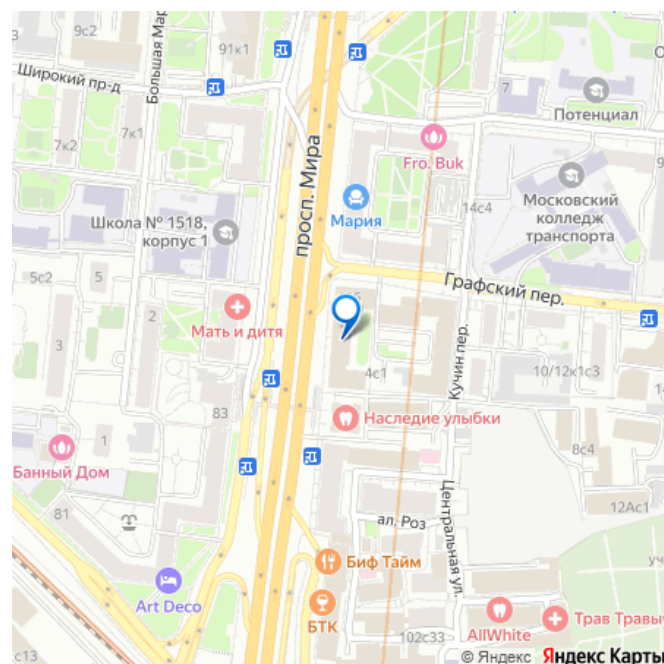 9с2
91к1
Большая Мар
Широкий пр-д
7
О
Потенциал
7к2
7к1
просп. Мира
Fro. Buk
Мария
14с4
Московский
колледж
транспорта
Школа № 1518,
корпус 1
5с2
5
2
Мать и дитя
Графский пер.
3
4с1
Кучин пер.
10/12к1с3
83
Наследие улыбки
1
Банный Дом
8с4
81
12Ас1
ал. Роз
Центральная ул.
Биф Тайм
уч
Art Deco
БТК
AllWhite
Трав Травыч
102с33
с13
© Яндекс Яндекс Карты